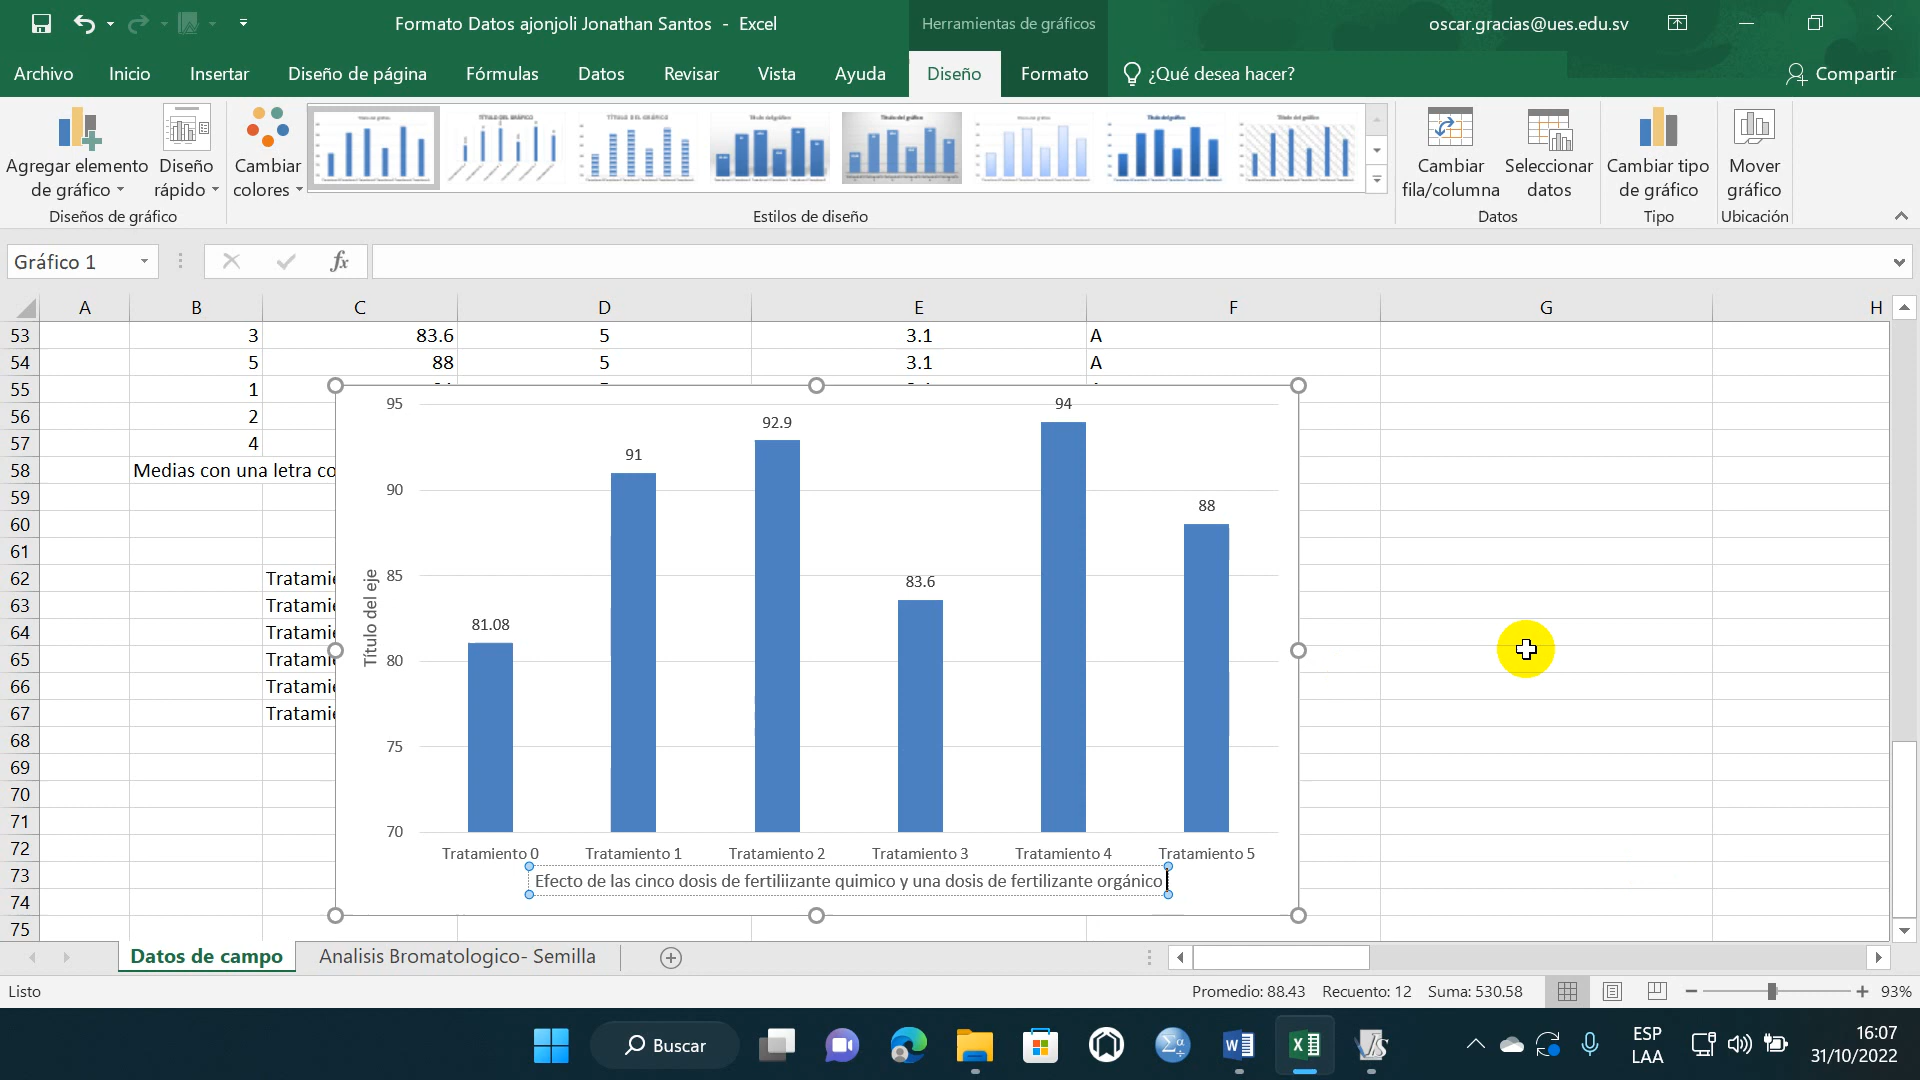 Formato Datos ajonjoli Jonathan Santos - Excel
Herramientas de gráficos
oscar.gracias@ues.edu.sv
Archivo Inicio Insertar Diseño de página Fórmulas Datos Revisar Vista Ayuda Diseño Formato ¿Qué desea hacer? Compartir
Agregar elemento
de gráfico
Diseño
rápido
Cambiar
colores
Cambiar
fila/columna
Seleccionar
datos
Cambiar tipo
de gráfico
Mover
gráfico
Diseños de gráfico
Estilos de diseño
Datos
Tipo
Ubicación
Gráfico 1
fx
A B C D E F G H
53 3 83.6 5 3.1 A
54 5 88 5 3.1 A
55 1
56 2
57 4
58 Medias con una letra co
59
60
61
62 Tratamie
63 Tratamie
64 Tratamie
65 Tratamie
66 Tratamie
67 Tratamie
68
69
70
71
72
73
74
75
95
90
85
80
75
70
Título del eje
81.08
91
92.9
83.6
94
88
Tratamiento 0 Tratamiento 1 Tratamiento 2 Tratamiento 3 Tratamiento 4 Tratamiento 5
Efecto de las cinco dosis de fertiliizante quimico y una dosis de fertilizante orgánico
Datos de campo Analisis Bromatologico- Semilla
Listo
Promedio: 88.43 Recuento: 12 Suma: 530.58
93%
Buscar
ESP
LAA
16:07
31/10/2022